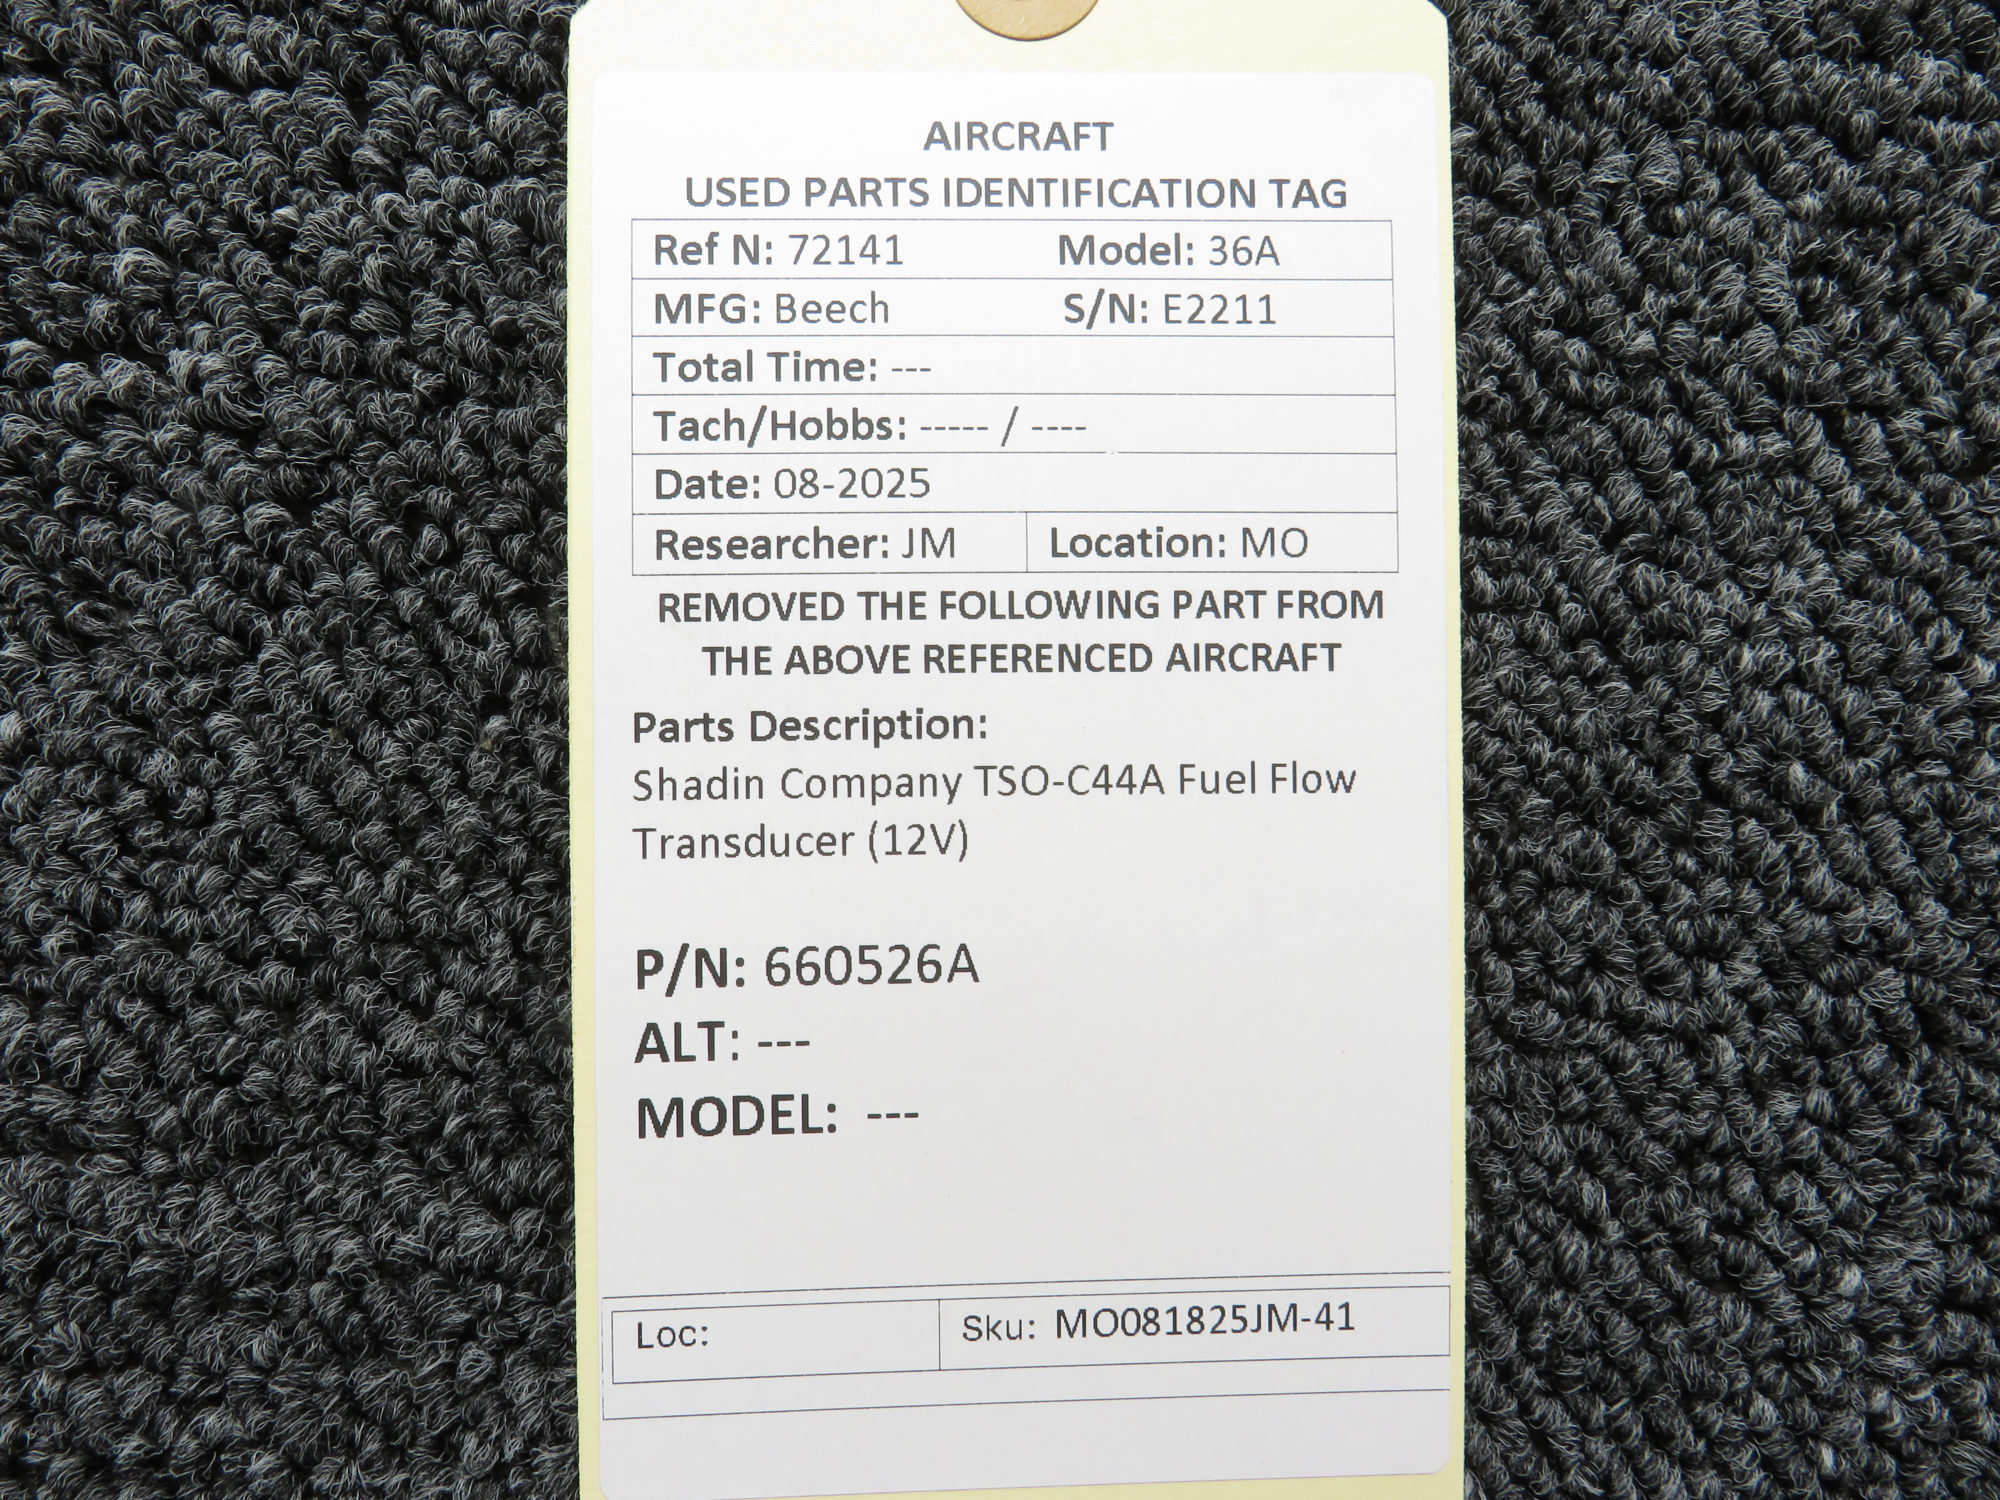 AIRCRAFT
USED PARTS IDENTIFICATION TAG
Ref N: 72141 Model: 36A
MFG: Beech S/N: E2211
Total Time: ---
Tach/Hobbs: ----- / ----
Date: 08-2025
Researcher: JM Location: MO
REMOVED THE FOLLOWING PART FROM
THE ABOVE REFERENCED AIRCRAFT
Parts Description:
Shadin Company TSO-C44A Fuel Flow
Transducer (12V)
P/N: 660526A
ALT: ---
MODEL: ---
Loc: Sku: MO081825JM-41